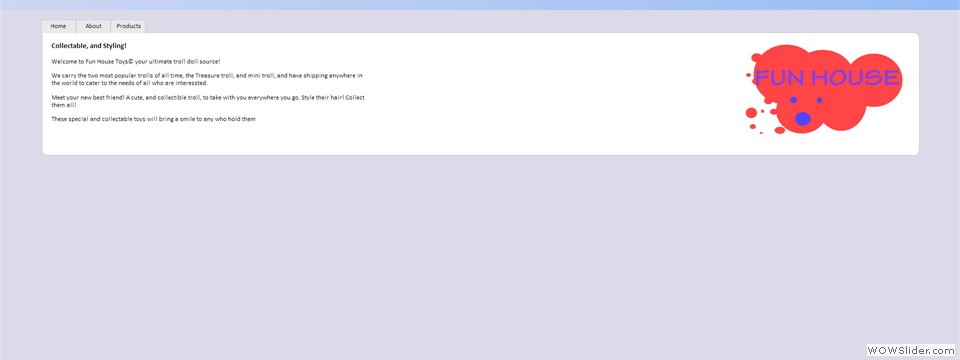 Home About Products
Collectable, and Styling!
Welcome to Fun House Toys© your ultimate troll doll source!
We carry the two most popular trolls of all time, the Treasure troll, and mini troll, and have shipping anywhere in
the world to cater to the needs of all who are interessted.
Meet your new best friend! A cute, and collectible troll, to take with you everywhere you go. Style their hair! Collect
them all!
These special and collectable toys will bring a smile to any who hold them
FUN HOUSE
WOWSlider.com